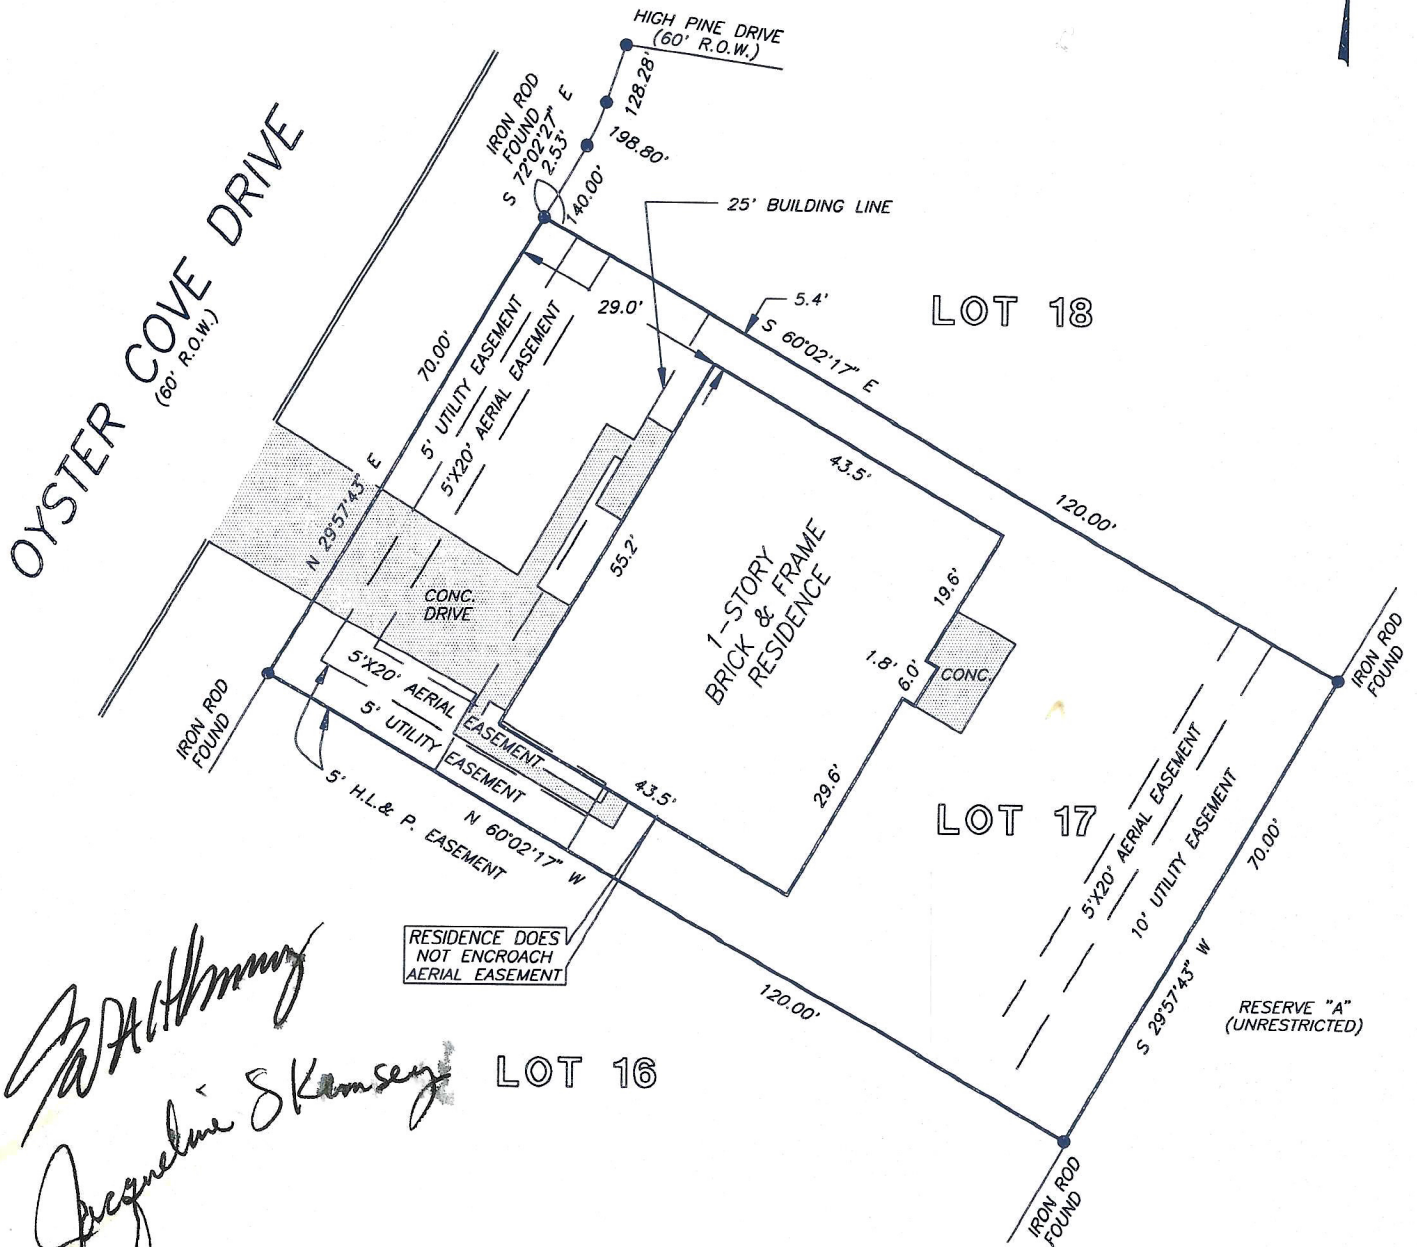 HIGH PINE DRIVE
(60' R.O.W.)
128.28'
198.80'
140.00'
IRON ROD
FOUND
S 72°02'27" E
2.53'
25' BUILDING LINE
OYSTER COVE DRIVE
(60' R.O.W.)
LOT 18
5.4'
S 60°02'17" E
29.0'
70.00'
5' UTILITY EASEMENT
5'X20' AERIAL EASEMENT
43.5'
120.00'
N 29°57'43" E
55.2'
1-STORY
BRICK & FRAME
RESIDENCE
19.6'
1.8'
6.0'
CONC.
CONC.
DRIVE
IRON ROD
FOUND
IRON ROD
FOUND
5'X20' AERIAL EASEMENT
5' UTILITY EASEMENT
5' H.L.& P. EASEMENT
N 60°02'17" W
43.5'
29.6'
LOT 17
5'X20' AERIAL EASEMENT
10' UTILITY EASEMENT
70.00'
S 29°57'43" W
RESIDENCE DOES
NOT ENCROACH
AERIAL EASEMENT
120.00'
RESERVE "A"
(UNRESTRICTED)
LOT 16
Jacqueline S
IRON ROD
FOUND